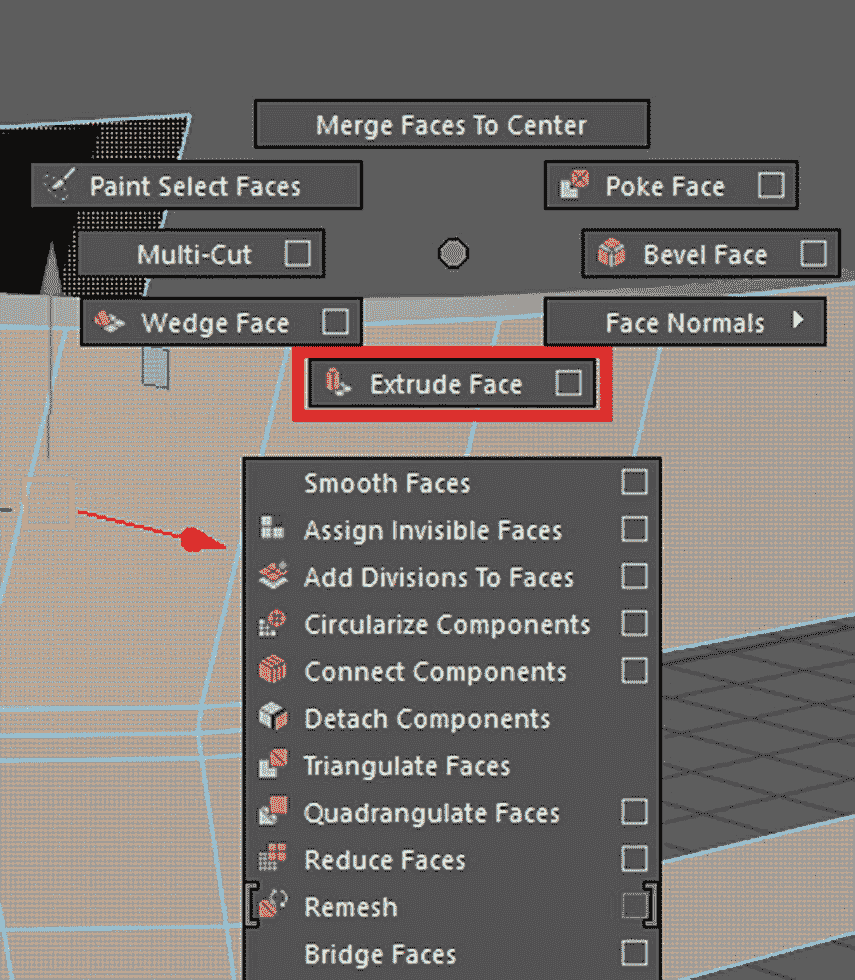 Merge Faces To Center
Paint Select Faces
Poke Face
Multi-Cut
Bevel Face
Wedge Face
Face Normals
Extrude Face
Smooth Faces
Assign Invisible Faces
Add Divisions To Faces
Circularize Components
Connect Components
Detach Components
Triangulate Faces
Quadrangulate Faces
Reduce Faces
Remesh
Bridge Faces